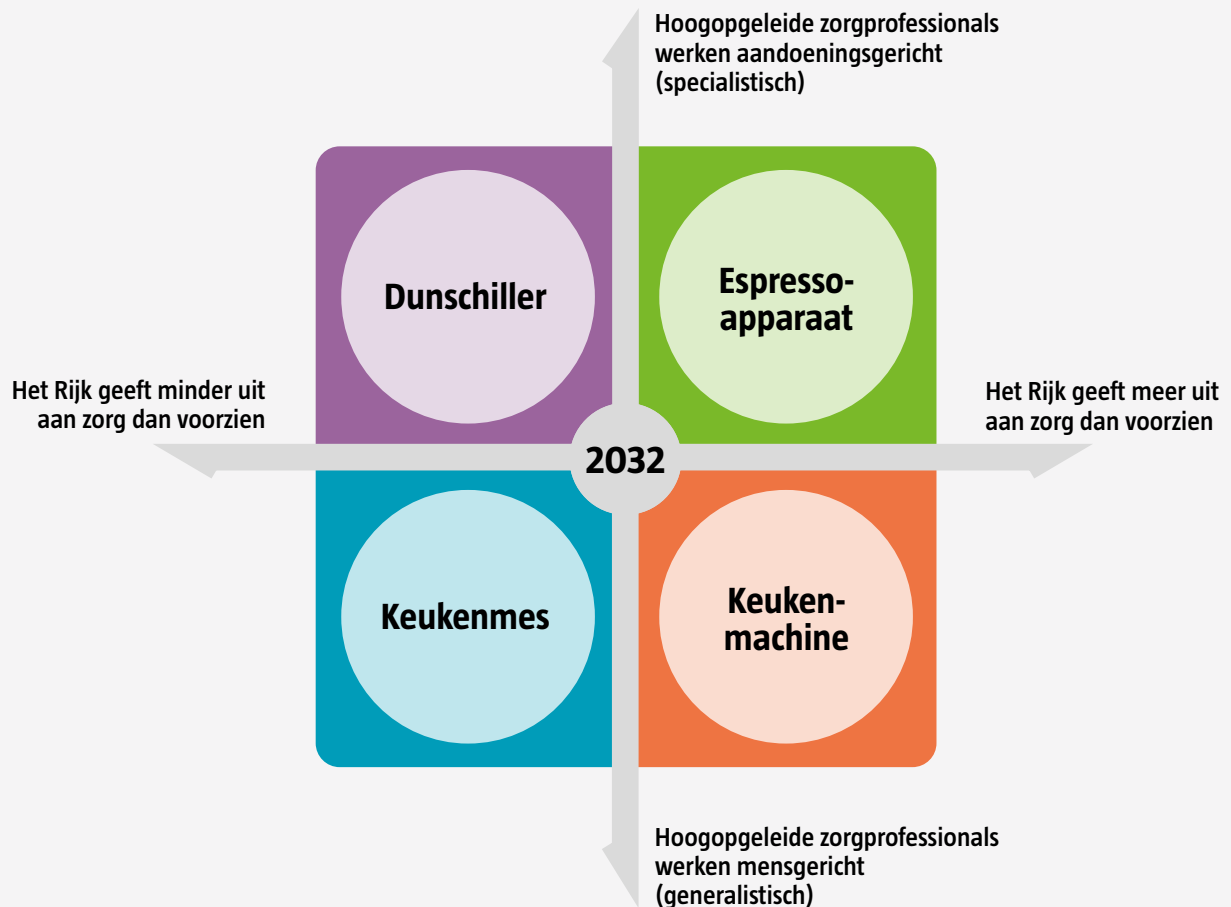 Hoogopgeleide zorgprofessionals
werken aandoeningsgericht
(specialistisch)
Dunschiller
Espresso-
apparaat
Het Rijk geeft minder uit
aan zorg dan voorzien
Het Rijk geeft meer uit
aan zorg dan voorzien
2032
Keukenmes
Keuken-
machine
Hoogopgeleide zorgprofessionals
werken mensgericht
(generalistisch)